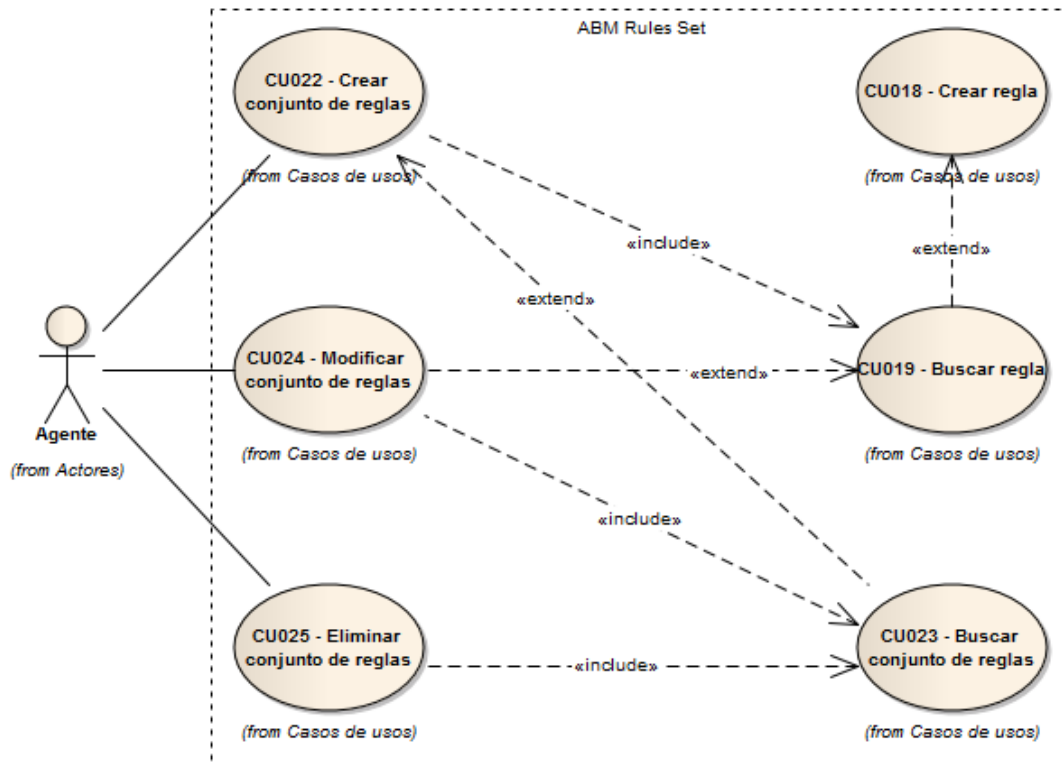 ABM Rules Set
CU022 - Crear
conjunto de reglas
(from Casos de usos)
CU018 - Crear regla
(from Casos de usos)
«include»
«extend»
«extend»
CU024 - Modificar
conjunto de reglas
(from Casos de usos)
«extend»
CU019 - Buscar regla
(from Casos de usos)
Agente
(from Actores)
«include»
CU025 - Eliminar
conjunto de reglas
(from Casos de usos)
«include»
CU023 - Buscar
conjunto de reglas
(from Casos de usos)